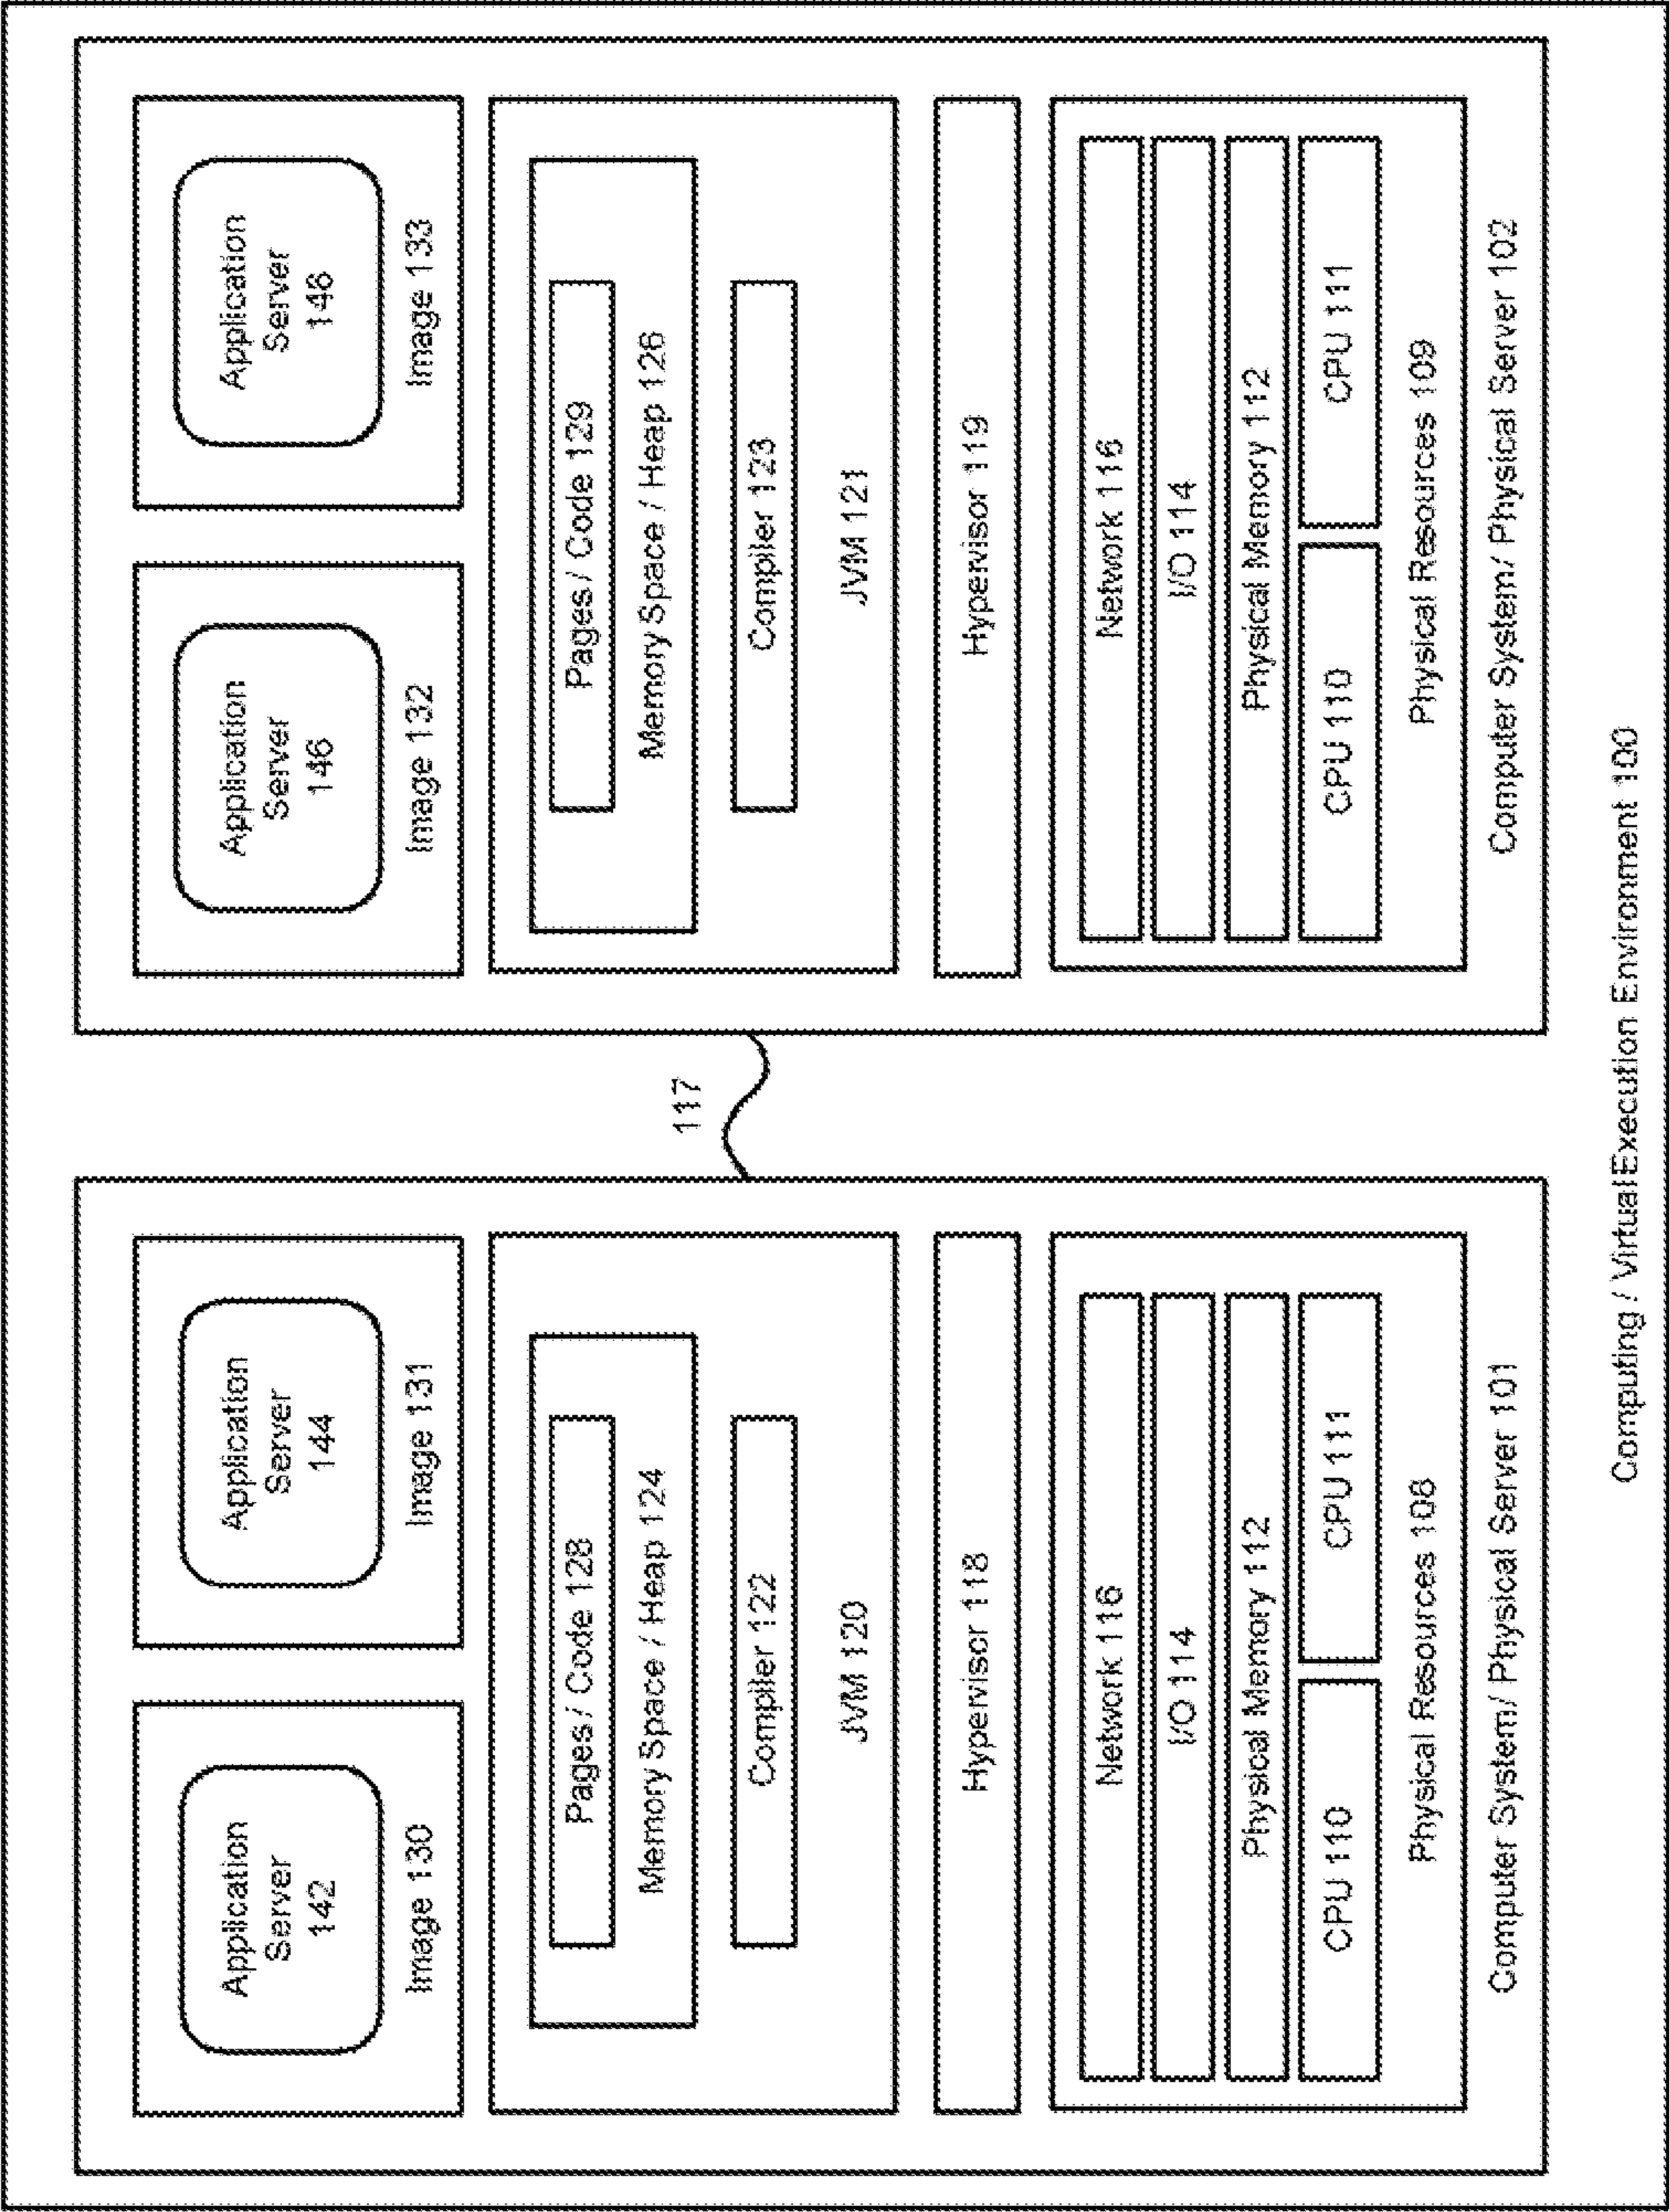 Application
Server
142
Image 130
Application
Server
144
Image 131
Pages/ Code 128
Memory Space / Heap 124
Compiler 122
JVM 120
Hypervisor 118
Network 116
I/O 114
Physical Memory 112
CPU 110
CPU 111
Physical Resources 108
Computer System/ Physical Server 101
117
Application
Server
146
Image 132
Application
Server
146
Image 133
Pages/ Code 129
Memory Space / Heap 126
Compiler 123
JVM 121
Hypervisor 119
Network 116
I/O 114
Physical Memory 112
CPU 110
CPU 111
Physical Resources 109
Computer System/ Physical Server 102
Computing / Virtual Execution Environment 100